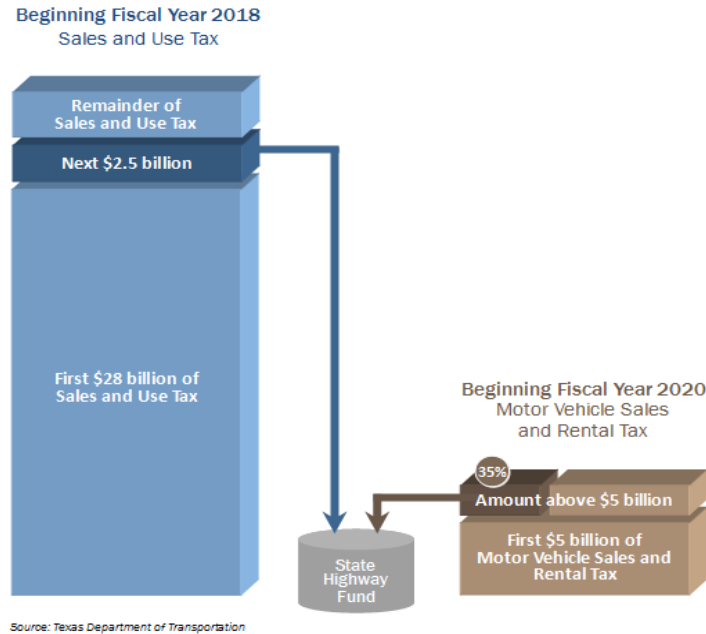 Beginning Fiscal Year 2018
Sales and Use Tax
Remainder of
Sales and Use Tax
Next $2.5 billion
First $28 billion of
Sales and Use Tax
Beginning Fiscal Year 2020
Motor Vehicle Sales
and Rental Tax
35%
Amount above $5 billion
First $5 billion of
Motor Vehicle Sales and
Rental Tax
State
Highway
Fund
Source: Texas Department of Transportation